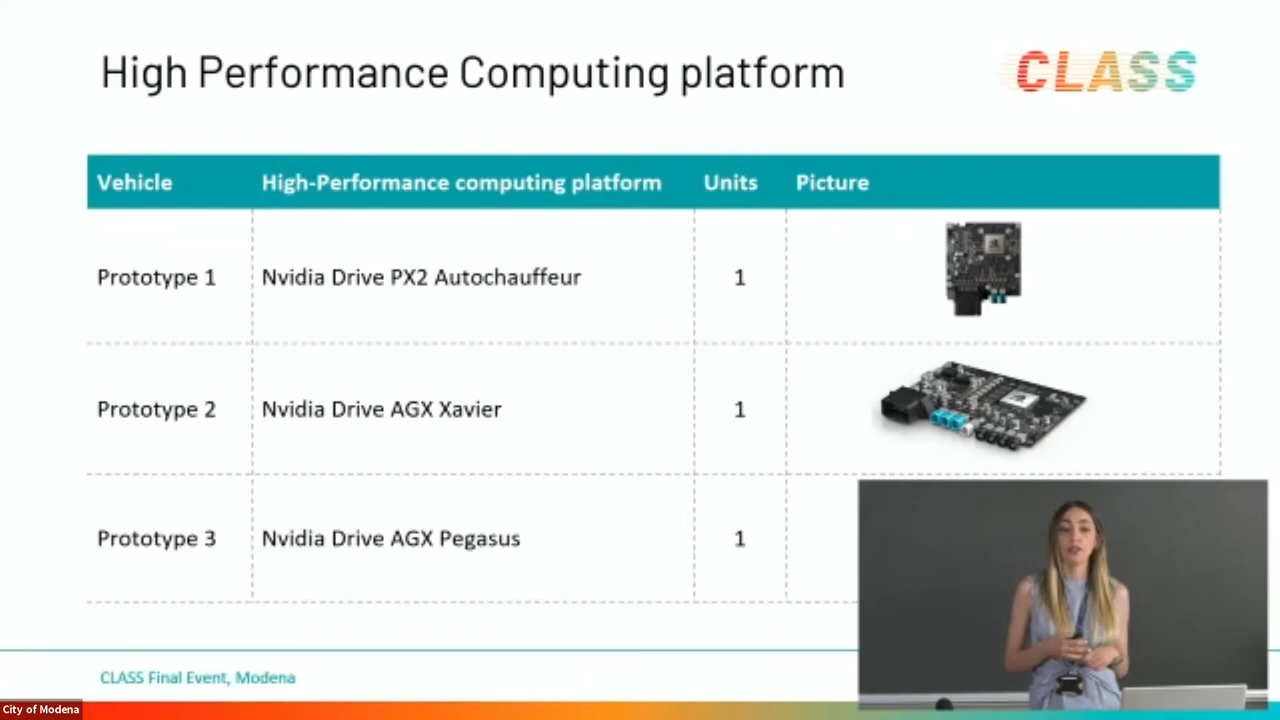 High Performance Computing platform
CLASS
Vehicle High-Performance computing platform Units Picture
Prototype 1 Nvidia Drive PX2 Autochauffeur 1
Prototype 2 Nvidia Drive AGX Xavier 1
Prototype 3 Nvidia Drive AGX Pegasus 1
CLASS Final Event, Modena
City of Modena